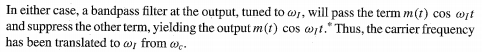 In either case, a bandpass filter at the output, tuned to ωI, will pass the term m(t) cos ωIt
and suppress the other term, yielding the output m(t) cos ωIt.* Thus, the carrier frequency
has been translated to ωI from ωc.